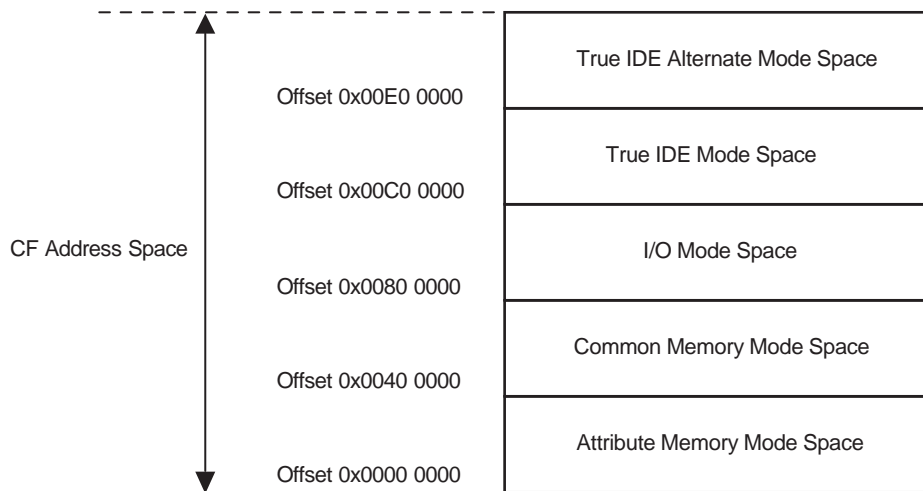 True IDE Alternate Mode Space
Offset 0x00E0 0000
True IDE Mode Space
Offset 0x00C0 0000
CF Address Space
I/O Mode Space
Offset 0x0080 0000
Common Memory Mode Space
Offset 0x0040 0000
Attribute Memory Mode Space
Offset 0x0000 0000